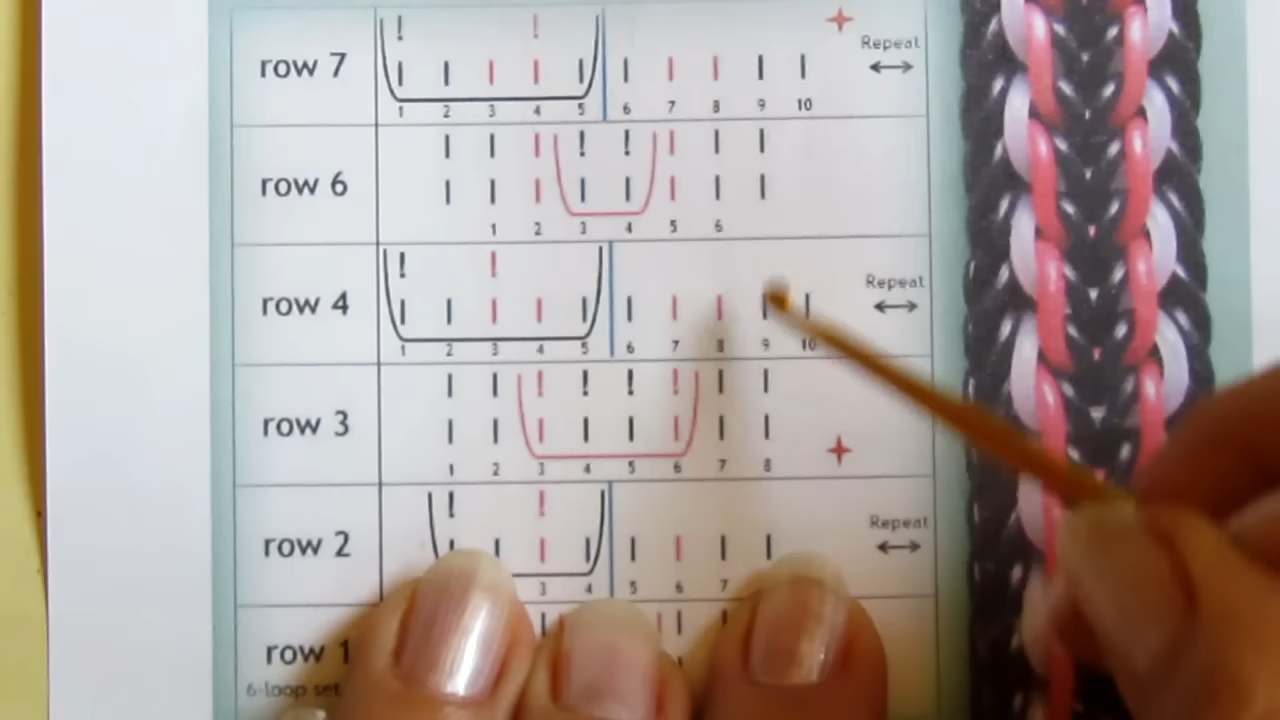 row 7
Repeat
1 2 3 4 5 6 7 8 9 10
row 6
1 2 3 4 5 6
row 4
Repeat
1 2 3 4 5 6 7 8 9 10
row 3
1 2 3 4 5 6 7 8
row 2
Repeat
3 4 5 6 7
row 1
6-loop set